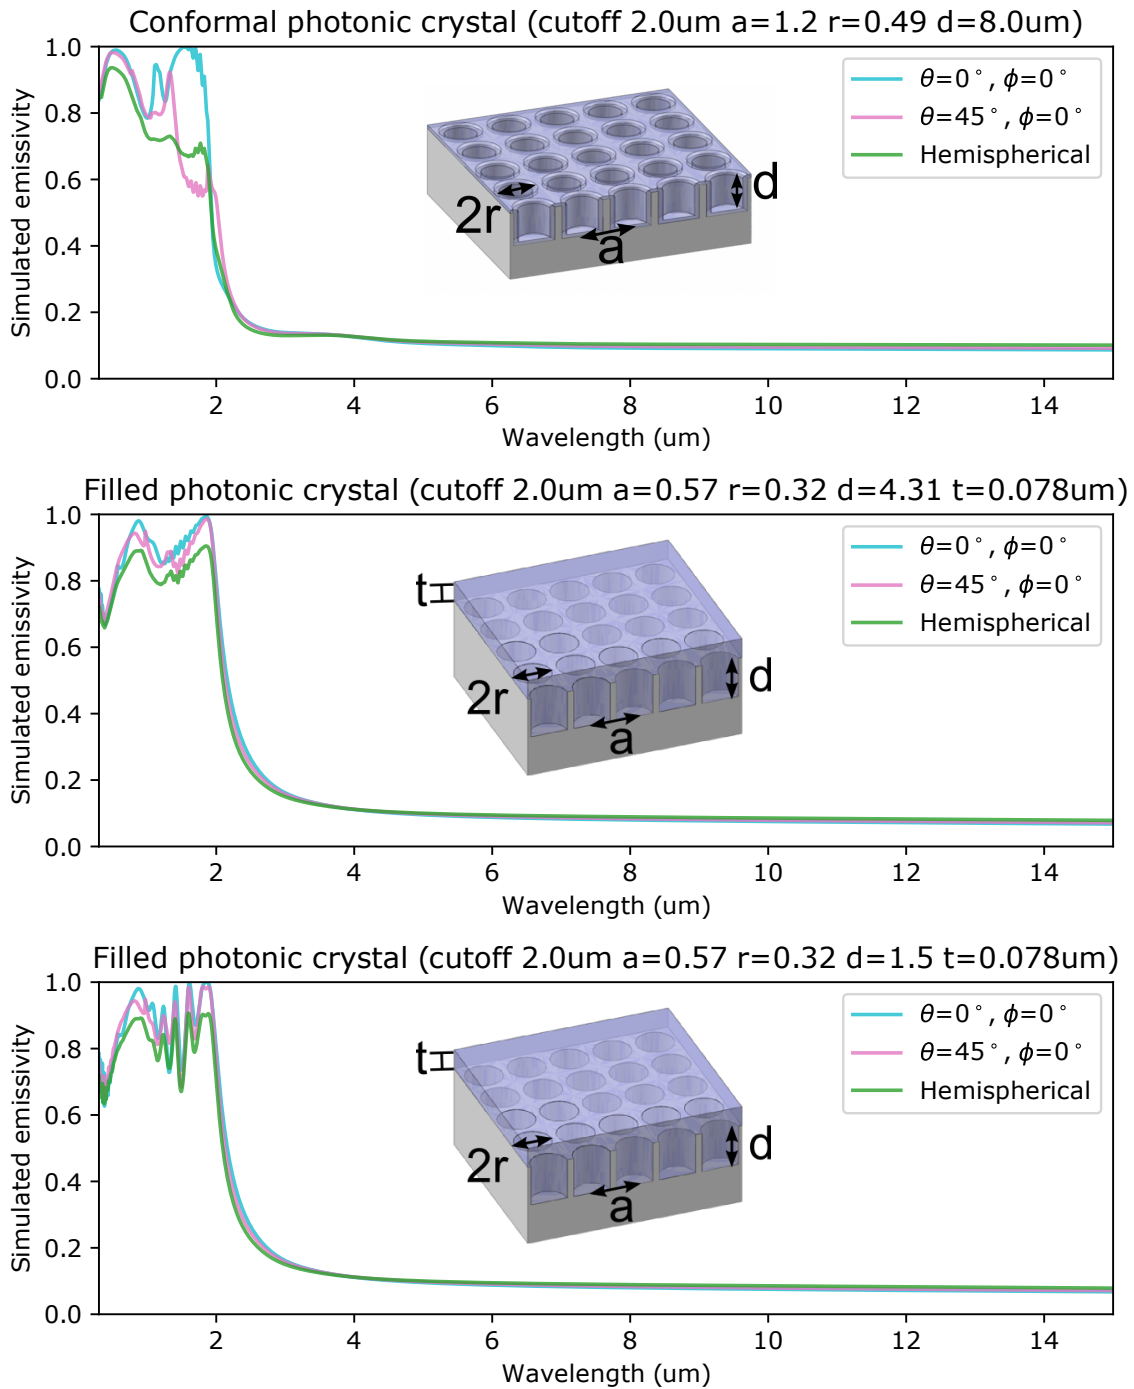 Conformal photonic crystal (cutoff 2.0um a=1.2 r=0.49 d=8.0um)
1.0
0.8
0.6
0.4
0.2
0.0
Simulated emissivity
θ=0°, ϕ=0°
θ=45°, ϕ=0°
Hemispherical
2r
a
d
2 4 6 8 10 12 14
Wavelength (um)
Filled photonic crystal (cutoff 2.0um a=0.57 r=0.32 d=4.31 t=0.078um)
1.0
0.8
0.6
0.4
0.2
0.0
Simulated emissivity
θ=0°, ϕ=0°
θ=45°, ϕ=0°
Hemispherical
t
2r
a
d
2 4 6 8 10 12 14
Wavelength (um)
Filled photonic crystal (cutoff 2.0um a=0.57 r=0.32 d=1.5 t=0.078um)
1.0
0.8
0.6
0.4
0.2
0.0
Simulated emissivity
θ=0°, ϕ=0°
θ=45°, ϕ=0°
Hemispherical
t
2r
a
d
2 4 6 8 10 12 14
Wavelength (um)